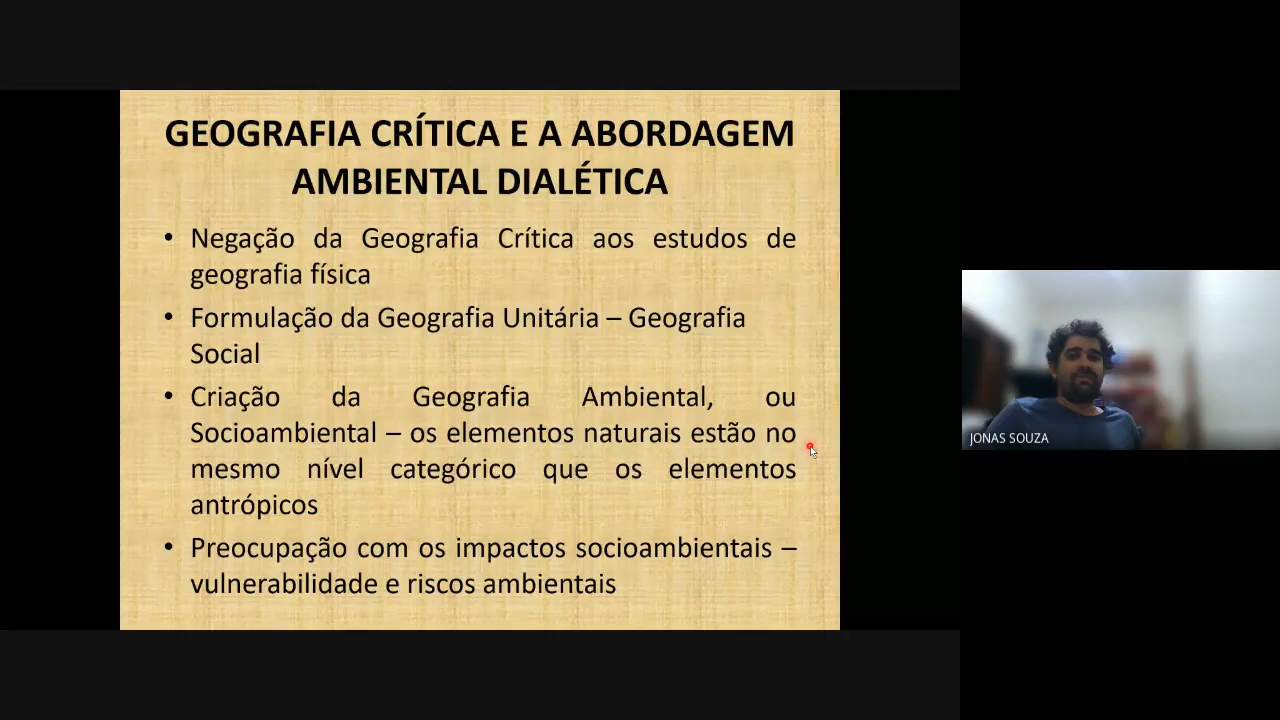 GEOGRAFIA CRÍTICA E A ABORDAGEM
AMBIENTAL DIALÉTICA
• Negação da Geografia Crítica aos estudos de
geografia física
• Formulação da Geografia Unitária – Geografia
Social
• Criação da Geografia Ambiental, ou
Socioambiental – os elementos naturais estão no
mesmo nível categórico que os elementos
antrópicos
• Preocupação com os impactos socioambientais –
vulnerabilidade e riscos ambientais
JONAS SOUZA